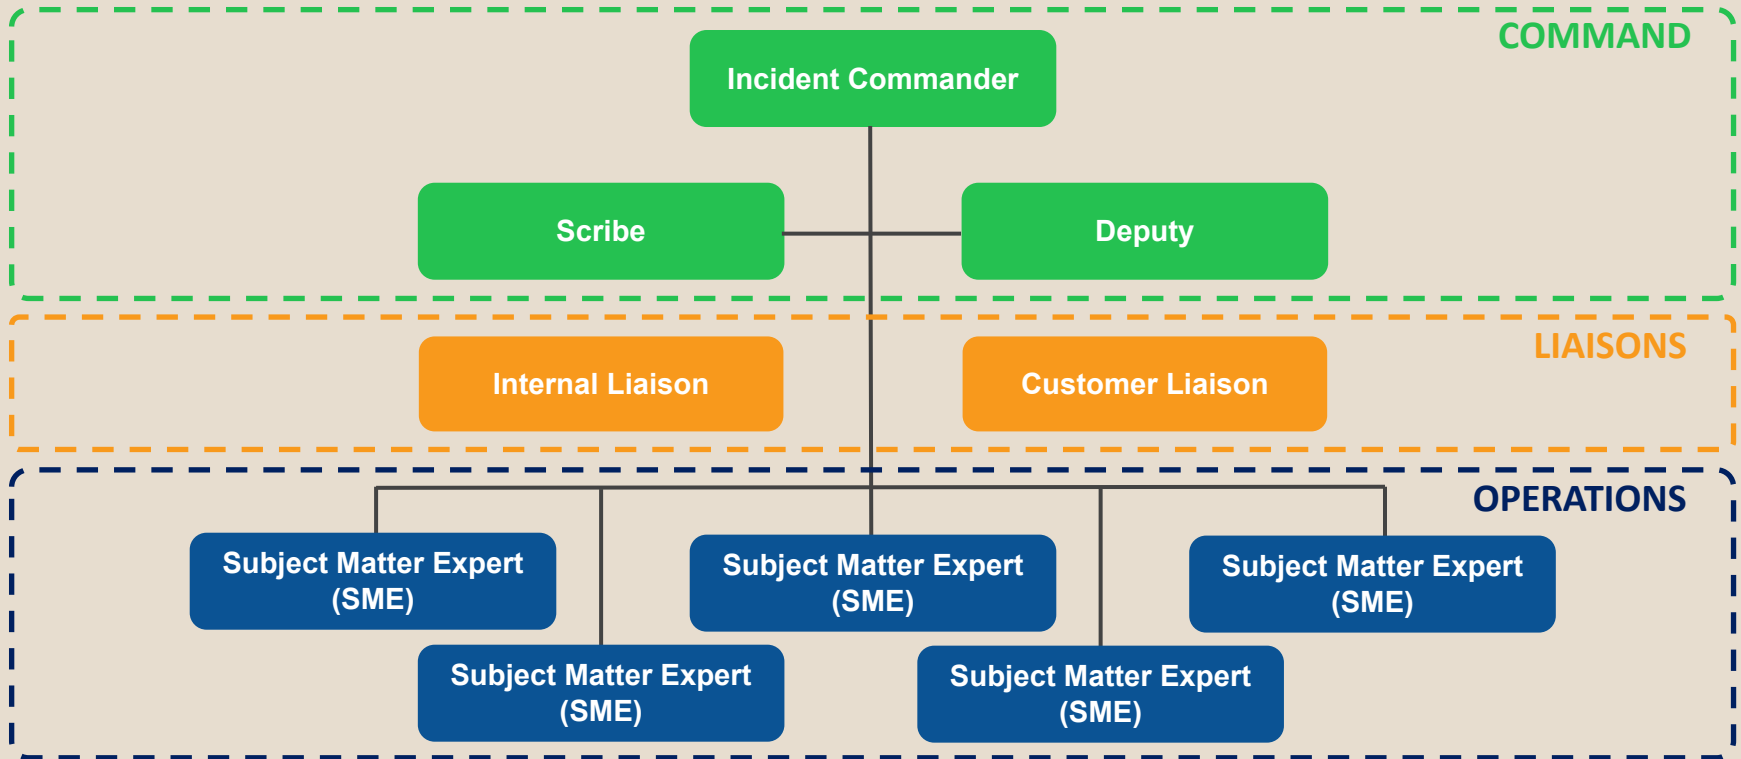 COMMAND
Incident Commander
Scribe
Deputy
LIAISONS
Internal Liaison
Customer Liaison
OPERATIONS
Subject Matter Expert
(SME)
Subject Matter Expert
(SME)
Subject Matter Expert
(SME)
Subject Matter Expert
(SME)
Subject Matter Expert
(SME)